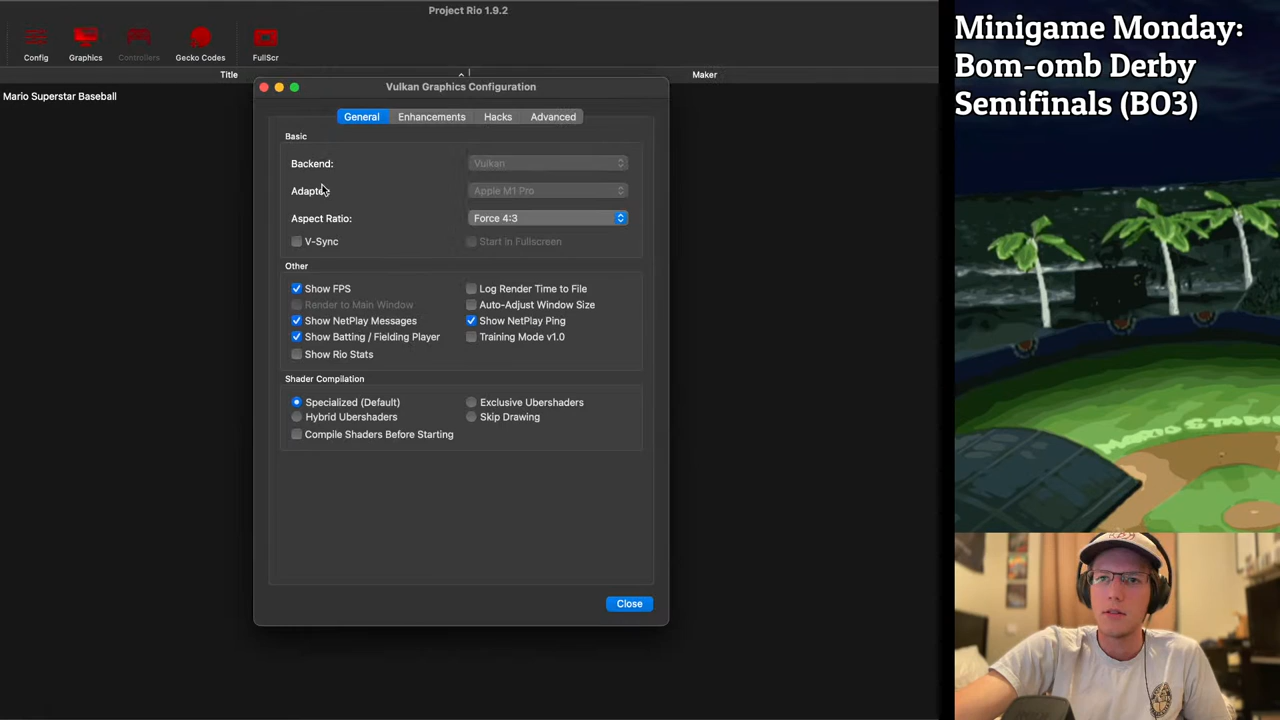 Project Rio 1.9.2
Config
Graphics
Controllers
Gecko Codes
FullScr
Title
Maker
Mario Superstar Baseball
Vulkan Graphics Configuration
General
Enhancements
Hacks
Advanced
Basic
Backend:
Vulkan
Adapter:
Apple M1 Pro
Aspect Ratio:
Force 4:3
V-Sync
Start in Fullscreen
Other
Show FPS
Log Render Time to File
Render to Main Window
Auto-Adjust Window Size
Show NetPlay Messages
Show NetPlay Ping
Show Batting / Fielding Player
Training Mode v1.0
Show Rio Stats
Shader Compilation
Specialized (Default)
Exclusive Ubershaders
Hybrid Ubershaders
Skip Drawing
Compile Shaders Before Starting
Close
Minigame Monday:
Bom-omb Derby
Semifinals (BO3)
MARIO STADIUM